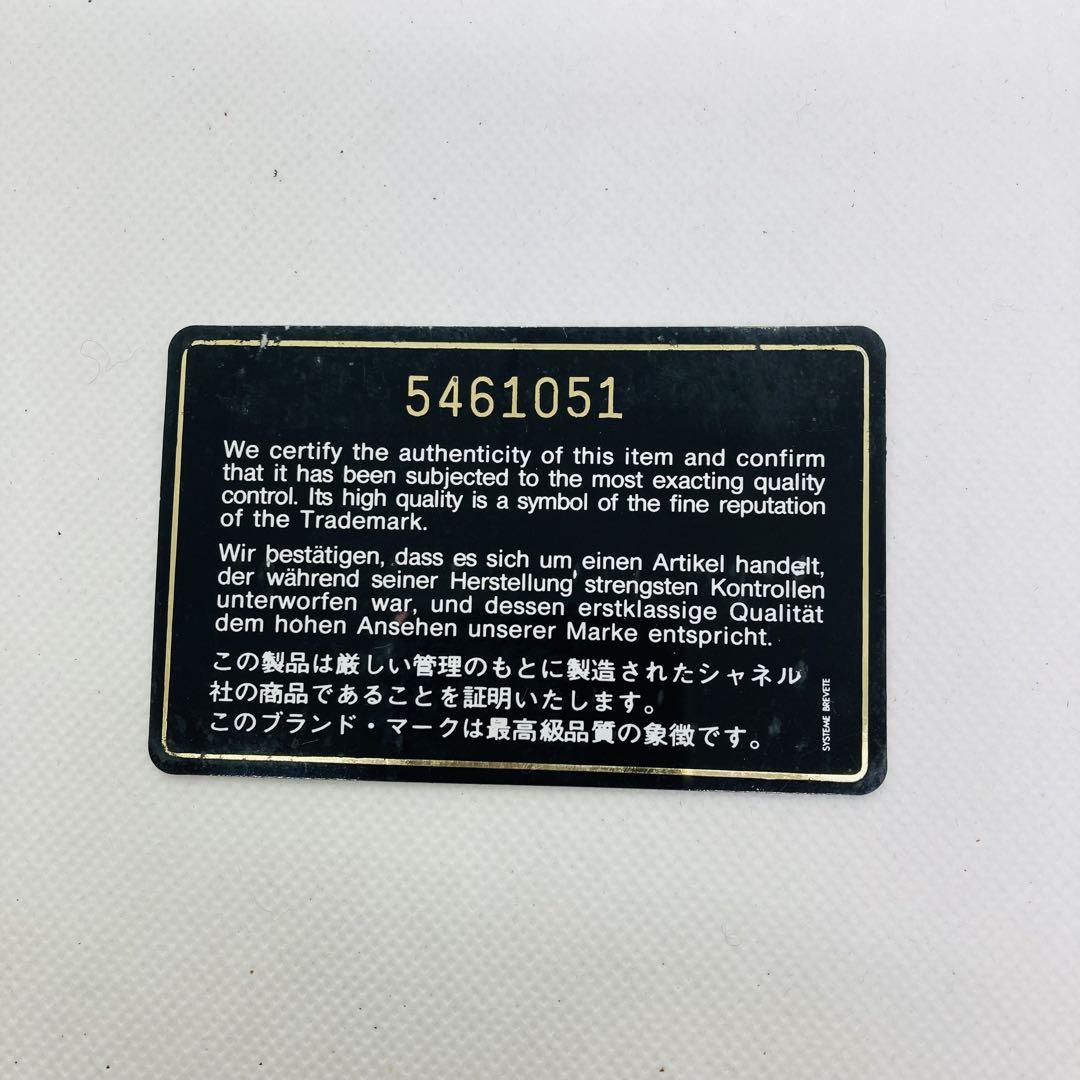 5461051
We certify the authenticity of this item and confirm
that it has been subjected to the most exacting quality
control. Its high quality is a symbol of the fine reputation
of the Trademark.
Wir bestätigen, dass es sich um einen Artikel handelt,
der während seiner Herstellung strengsten Kontrollen
unterworfen war, und dessen erstklassige Qualität
dem hohen Ansehen unserer Marke entspricht.
この製品は厳しい管理のもとに製造されたシャネル
社の商品であることを証明いたします。
このブランド・マークは最高級品質の象徴です。
SYSTEME BREVETE